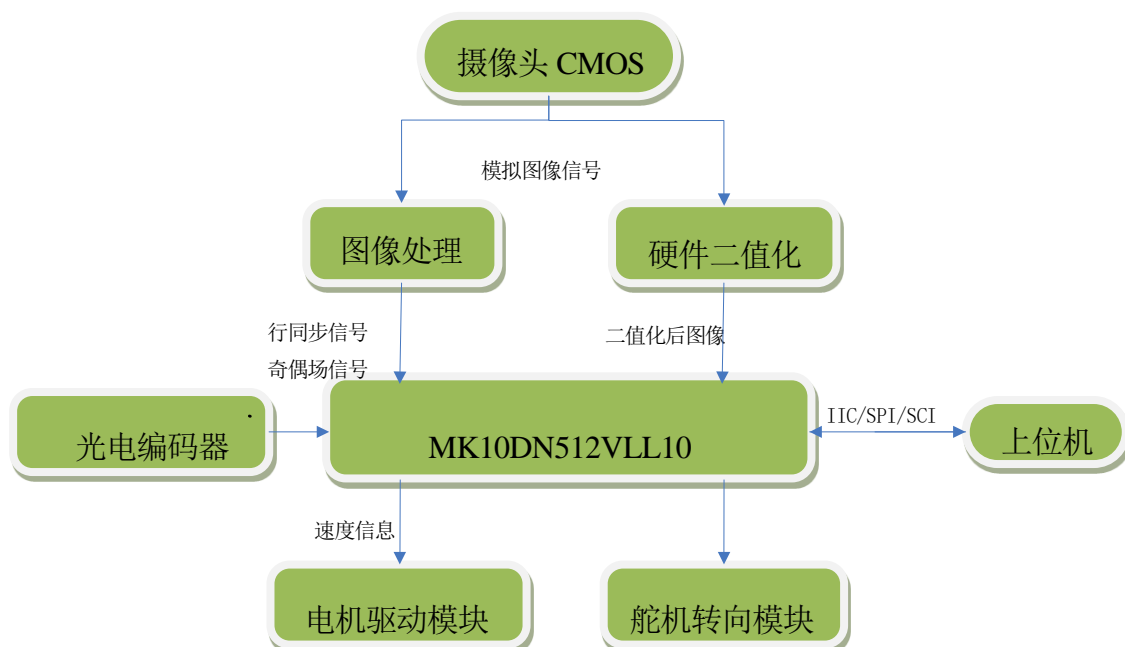 摄像头 CMOS
模拟图像信号
图像处理
硬件二值化
行同步信号
奇偶场信号
二值化后图像
光电编码器
MK10DN512VLL10
IIC/SPI/SCI
上位机
速度信息
电机驱动模块
舵机转向模块